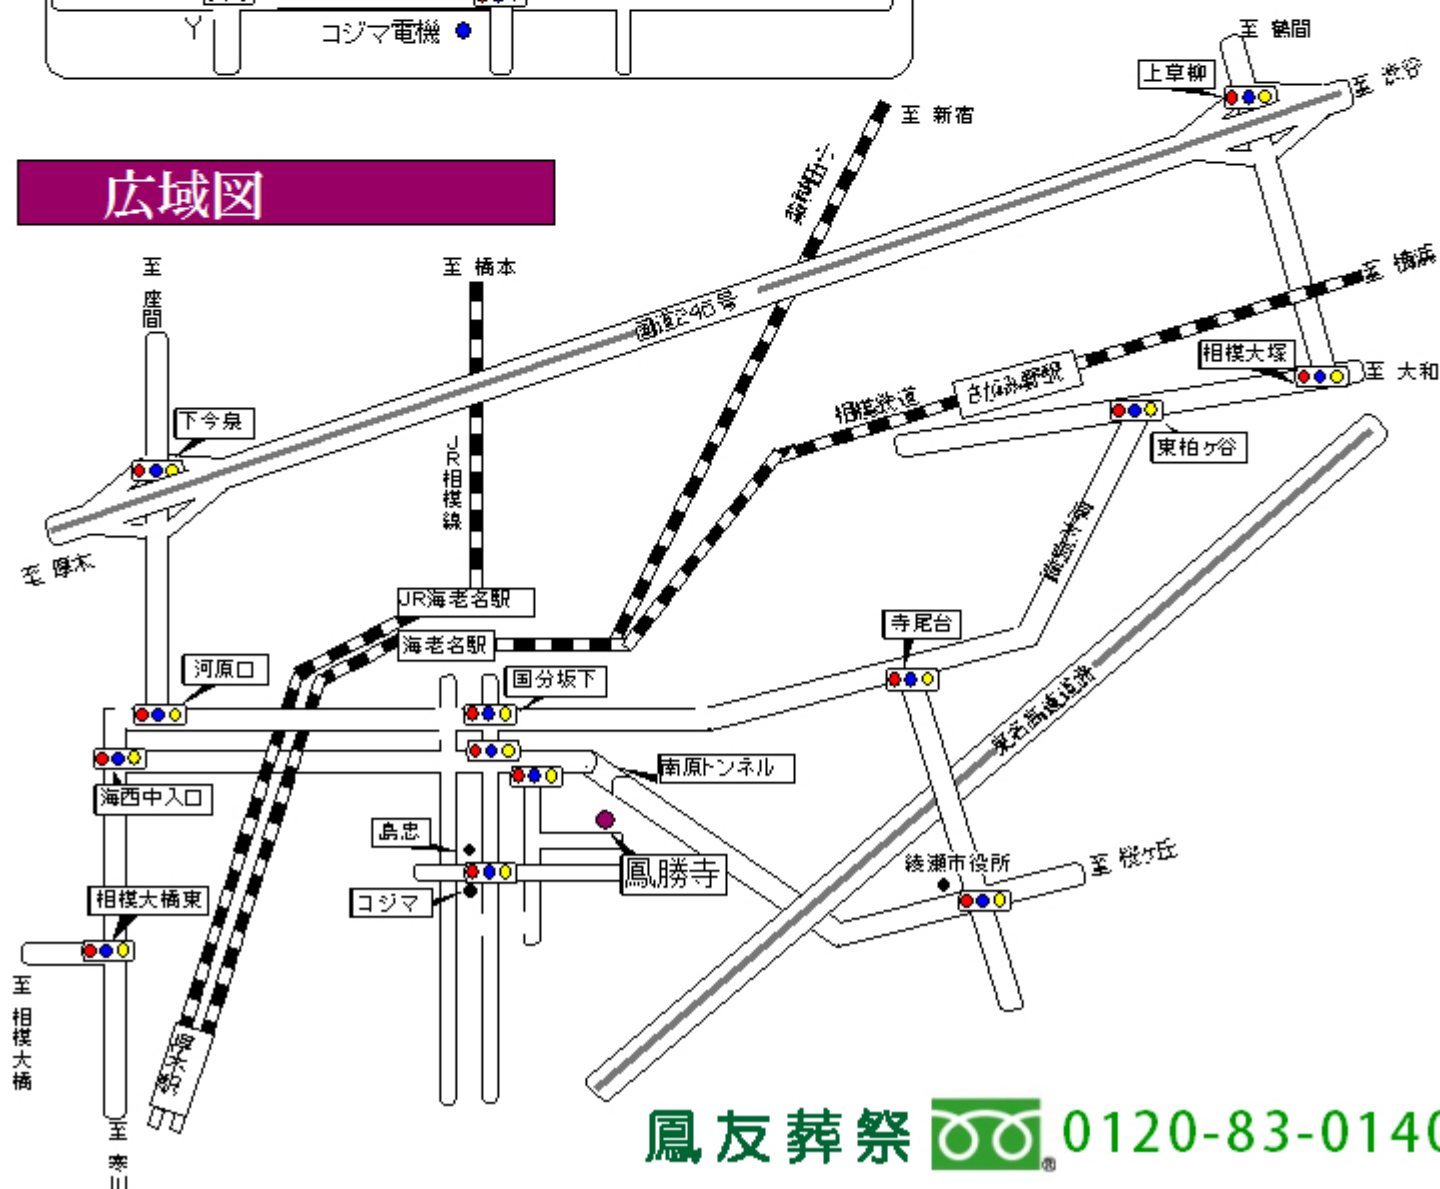 Y
コジマ電機
至 鶴間
上草柳
至 渋谷
至 新宿
広域図
至 座間
至 橋本
国道246号
至 横浜
相模大塚
至 大和
相模鉄道
さがみ野駅
東柏ヶ谷
下今泉
JR相模線
至 厚木
JR海老名駅
海老名駅
寺尾台
河原口
国分坂下
東名高速道路
南原トンネル
海西中入口
島忠
鳳勝寺
綾瀬市役所
至 桜ケ丘
コジマ
相模大橋東
至 相模大橋
至 寒川
鳳友葬祭 0120-83-0140